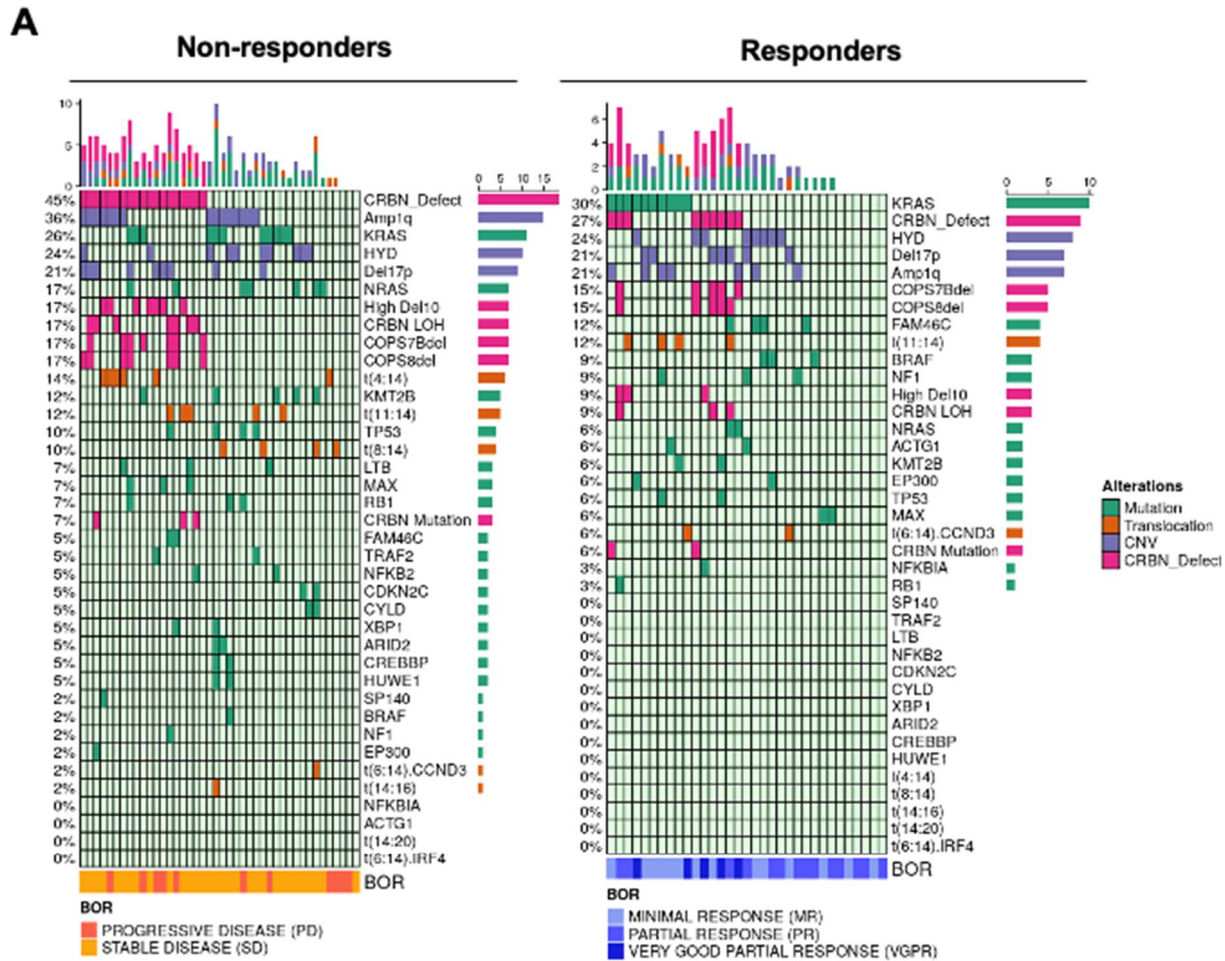 A
Non-responders
Responders
10
5
0
0 5 10 15
45% CRBN_Defect
36% Amp1q
26% KRAS
24% HYD
21% Del17p
17% NRAS
17% High Del10
17% CRBN LOH
17% COPS7Bdel
17% COPS8del
14% t(4:14)
12% KMT2B
12% t(11:14)
10% TP53
10% t(8:14)
7% LTB
7% MAX
7% RB1
7% CRBN Mutation
5% FAM46C
5% TRAF2
5% NFKB2
5% CDKN2C
5% CYLD
5% XBP1
5% ARID2
5% CREBBP
5% HUWE1
2% SP140
2% BRAF
2% NF1
2% EP300
2% t(6:14).CCND3
2% t(14:16)
0% NFKBIA
0% ACTG1
0% t(14:20)
0% t(6:14).IRF4
BOR
BOR
PROGRESSIVE DISEASE (PD)
STABLE DISEASE (SD)
6
4
2
0
0 5 10
30% KRAS
27% CRBN_Defect
24% HYD
21% Del17p
21% Amp1q
15% COPS7Bdel
15% COPS8del
12% FAM46C
12% t(11:14)
9% BRAF
9% NF1
9% High Del10
9% CRBN LOH
6% NRAS
6% ACTG1
6% KMT2B
6% EP300
6% TP53
6% MAX
6% t(6:14).CCND3
6% CRBN Mutation
3% NFKBIA
3% RB1
0% SP140
0% TRAF2
0% LTB
0% NFKB2
0% CDKN2C
0% CYLD
0% XBP1
0% ARID2
0% CREBBP
0% HUWE1
0% t(4:14)
0% t(8:14)
0% t(14:16)
0% t(14:20)
0% t(6:14).IRF4
BOR
BOR
MINIMAL RESPONSE (MR)
PARTIAL RESPONSE (PR)
VERY GOOD PARTIAL RESPONSE (VGPR)
Alterations
Mutation
Translocation
CNV
CRBN_Defect